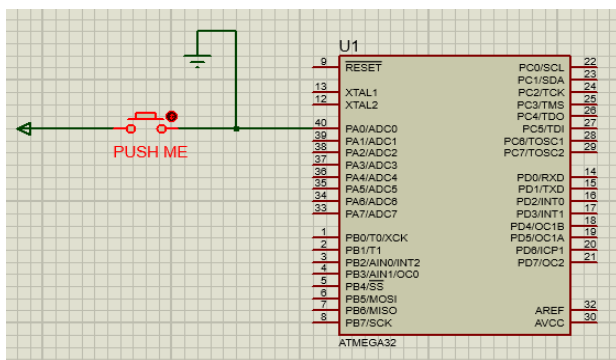 U1
9 RESET
13 XTAL1
12 XTAL2
40 PA0/ADC0
39 PA1/ADC1
38 PA2/ADC2
37 PA3/ADC3
36 PA4/ADC4
35 PA5/ADC5
34 PA6/ADC6
33 PA7/ADC7
1 PB0/T0/XCK
2 PB1/T1
3 PB2/AIN0/INT2
4 PB3/AIN1/OC0
5 PB4/SS
6 PB5/MOSI
7 PB6/MISO
8 PB7/SCK
PC0/SCL 22
PC1/SDA 23
PC2/TCK 24
PC3/TMS 25
PC4/TDO 26
PC5/TDI 27
PC6/TOSC1 28
PC7/TOSC2 29
PD0/RXD 14
PD1/TXD 15
PD2/INT0 16
PD3/INT1 17
PD4/OC1B 18
PD5/OC1A 19
PD6/ICP1 20
PD7/OC2 21
AREF 32
AVCC 30
ATMEGA32
PUSH ME